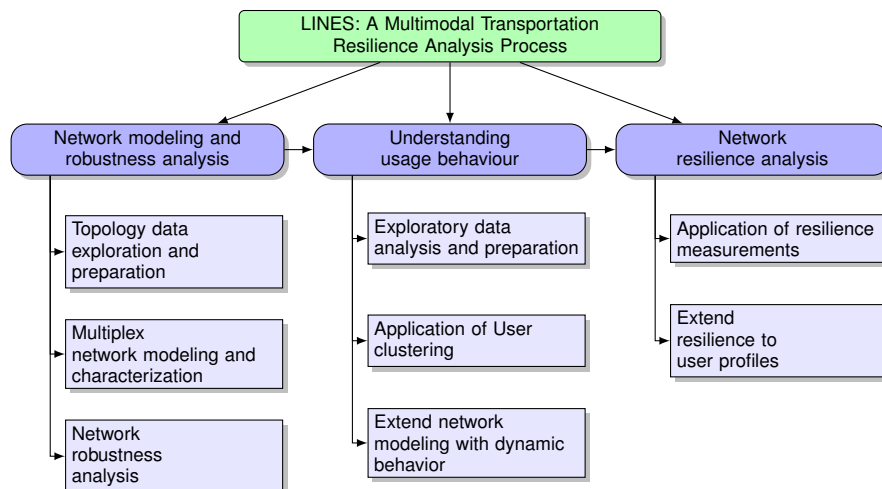 LINES: A Multimodal Transportation
Resilience Analysis Process
Network modeling and
robustness analysis
Understanding
usage behaviour
Network
resilience analysis
Topology data
exploration and
preparation
Multiplex
network modeling and
characterization
Network
robustness
analysis
Exploratory data
analysis and preparation
Application of User
clustering
Extend network
modeling with dynamic
behavior
Application of resilience
measurements
Extend
resilience to
user profiles